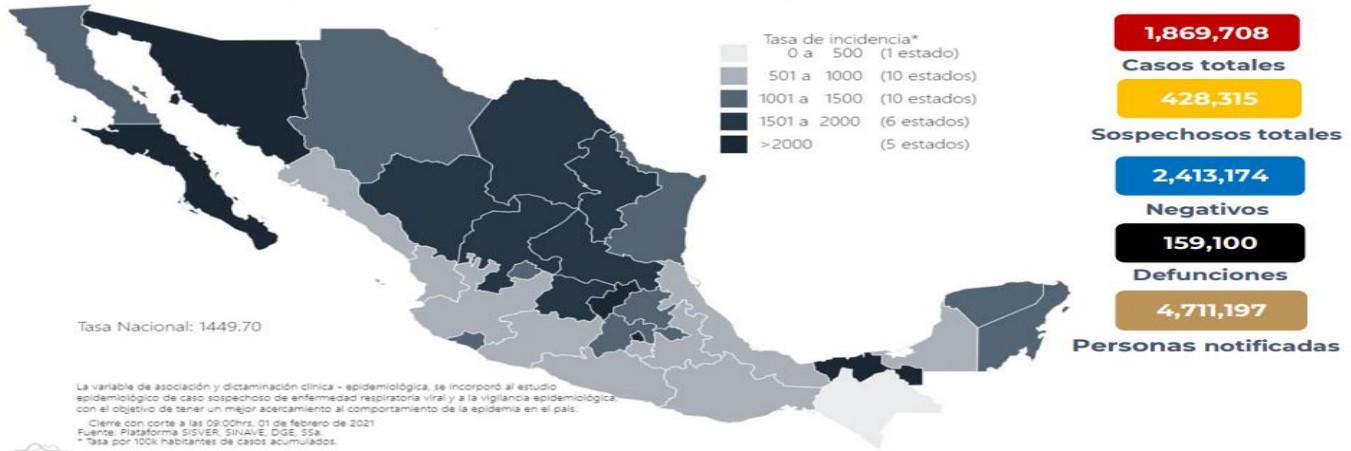 Tasa de incidencia*
0 a 500 (1 estado)
501 a 1000 (10 estados)
1001 a 1500 (10 estados)
1501 a 2000 (6 estados)
>2000 (5 estados)
1,869,708
Casos totales
428,315
Sospechosos totales
2,413,174
Negativos
159,100
Defunciones
4,711,197
Personas notificadas
Tasa Nacional: 1449.70
La variable de asociación y dictaminación clínica - epidemiológica, se incorporó al estudio
epidemiológico de caso sospechoso de enfermedad respiratoria viral y a la vigilancia epidemiológica,
con el objetivo de tener un mejor acercamiento al comportamiento de la epidemia en el país.
Cierre con corte a las 09:00hrs, 01 de febrero de 2021
Fuente: Plataforma SISVER, SINAVE, DGE, SSa.
* Tasa por 100k habitantes de casos acumulados.